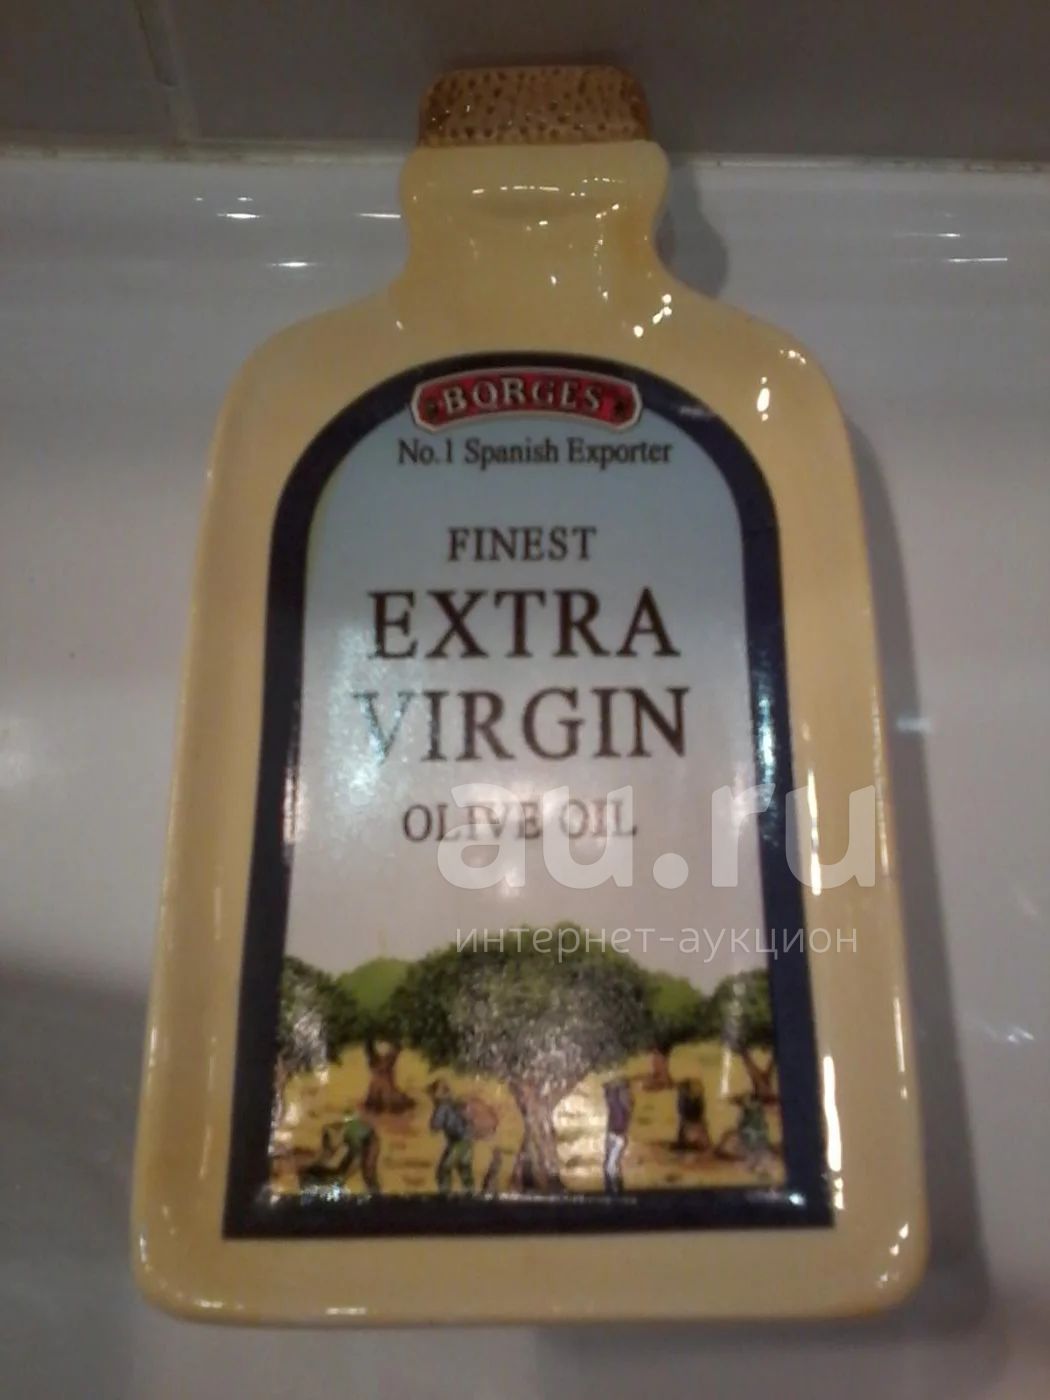 BORGES
No.1 Spanish Exporter
FINEST
EXTRA
VIRGIN
OLIVE OIL
au.ru
интернет-аукцион